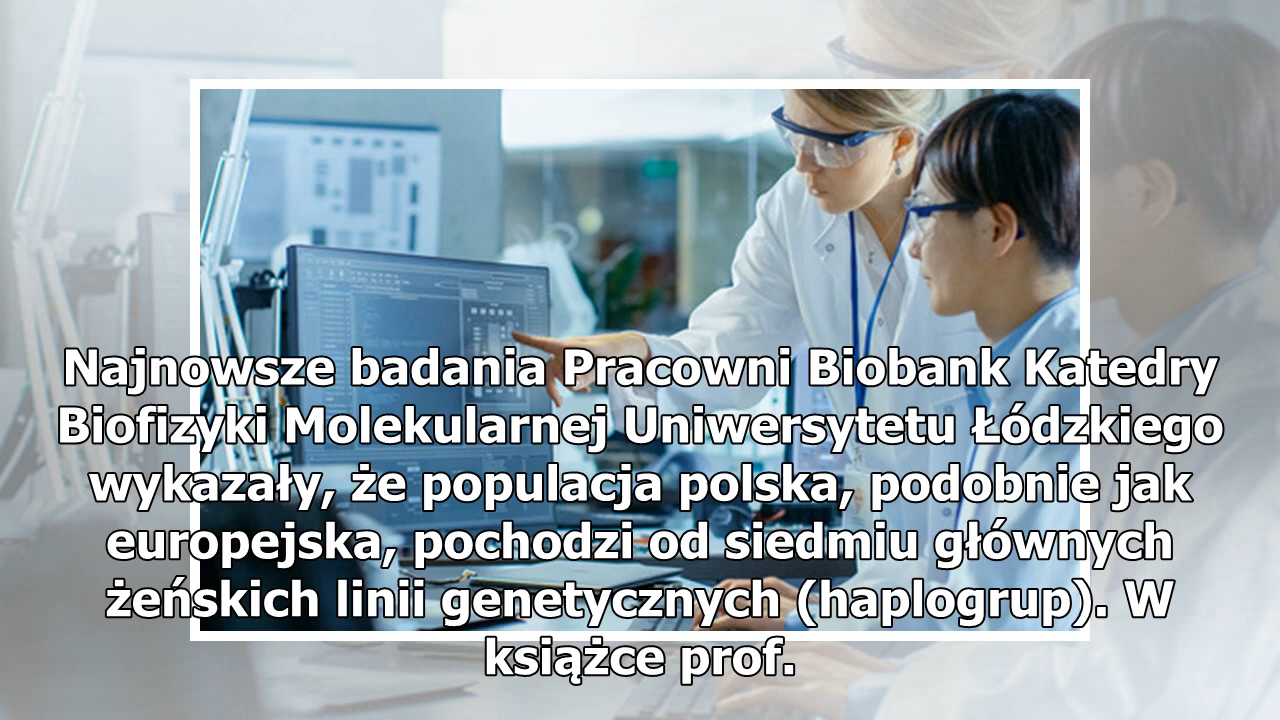 Najnowsze badania Pracowni Biobank Katedry
Biofizyki Molekularnej Uniwersytetu Łódzkiego
wykazały, że populacja polska, podobnie jak
europejska, pochodzi od siedmiu głównych
żeńskich linii genetycznych (haplogrup). W
książce prof.